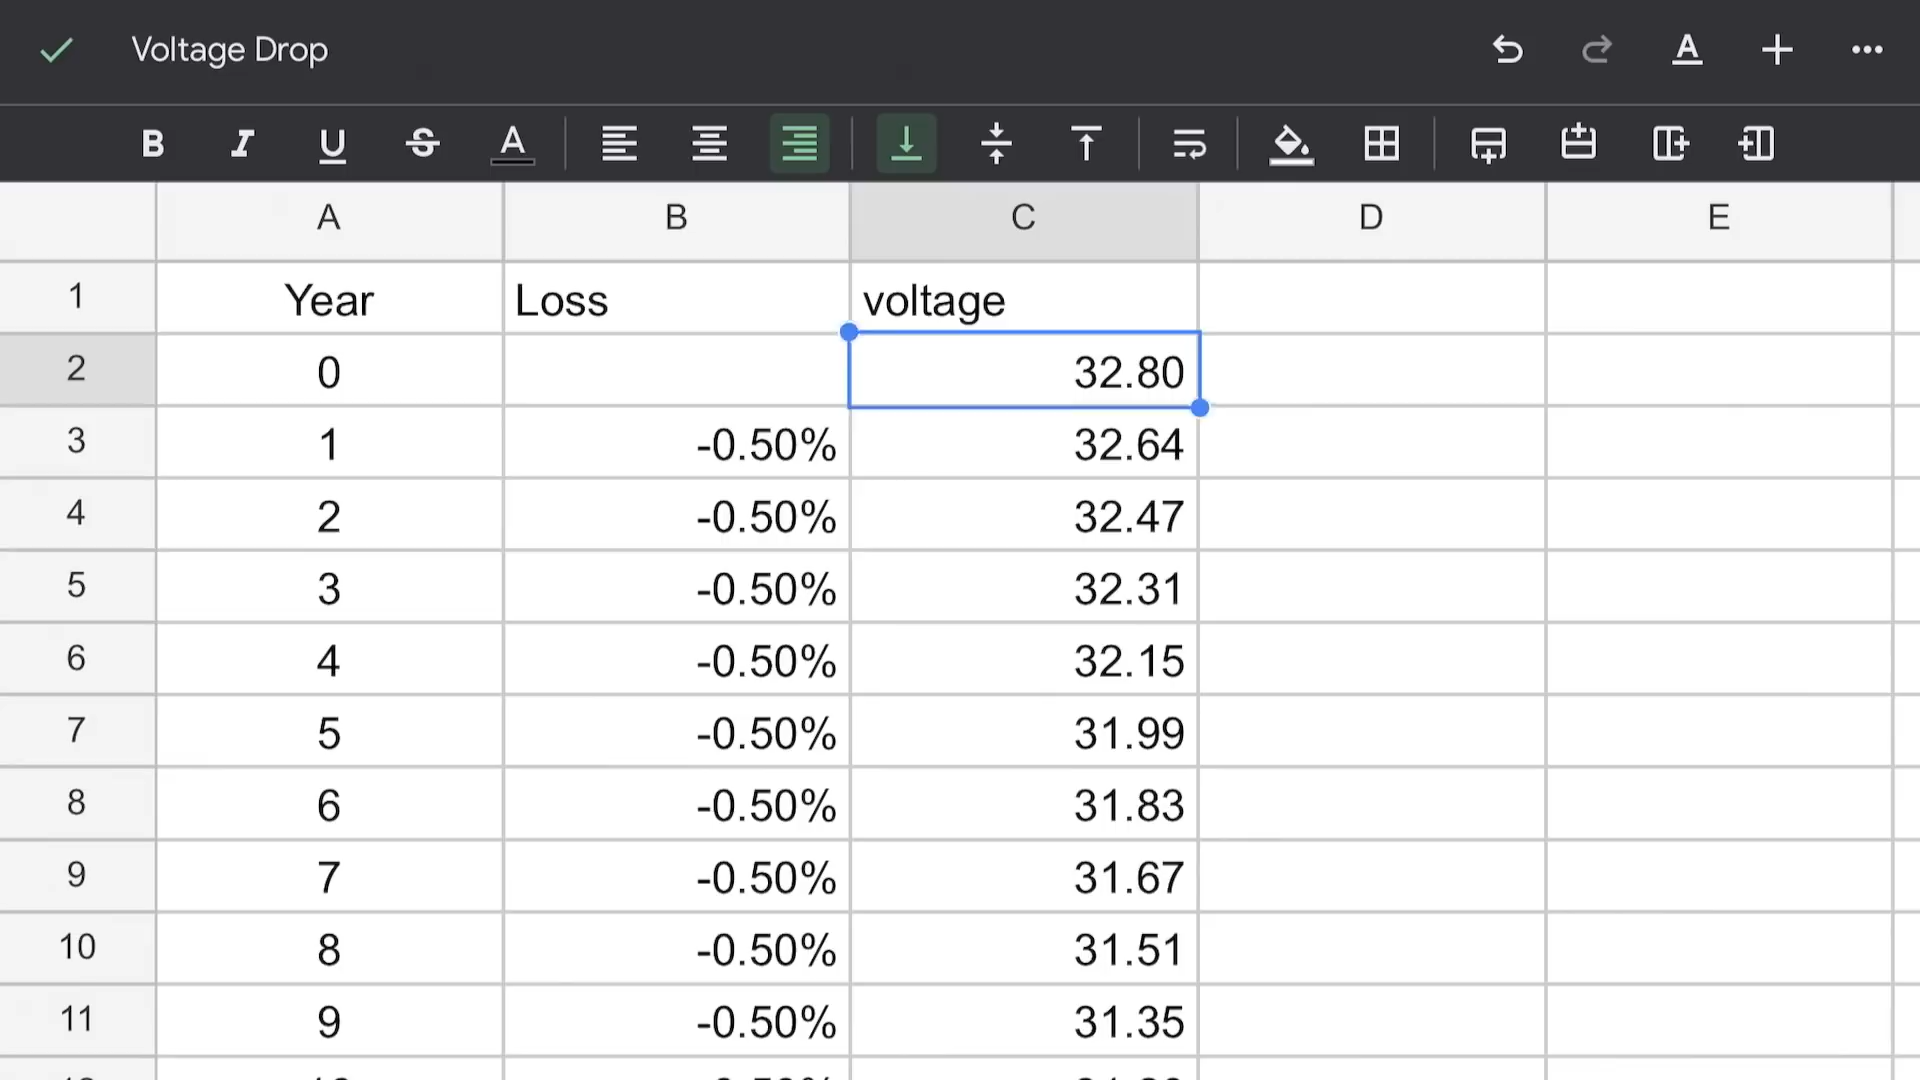 Voltage Drop
B I U S A
A B C D E
1 Year Loss voltage
2 0 32.80
3 1 -0.50% 32.64
4 2 -0.50% 32.47
5 3 -0.50% 32.31
6 4 -0.50% 32.15
7 5 -0.50% 31.99
8 6 -0.50% 31.83
9 7 -0.50% 31.67
10 8 -0.50% 31.51
11 9 -0.50% 31.35